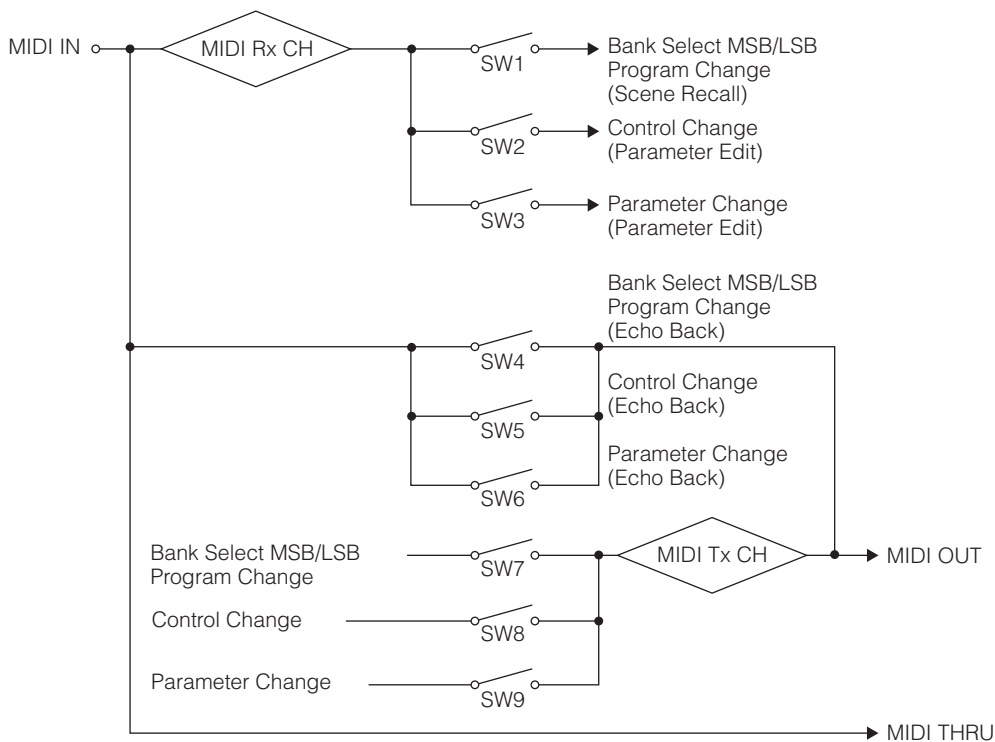 MIDI IN
MIDI Rx CH
SW1
Bank Select MSB/LSB
Program Change
(Scene Recall)
SW2
Control Change
(Parameter Edit)
SW3
Parameter Change
(Parameter Edit)
Bank Select MSB/LSB
Program Change
(Echo Back)
SW4
Control Change
(Echo Back)
SW5
Parameter Change
(Echo Back)
SW6
Bank Select MSB/LSB
Program Change
SW7
MIDI Tx CH
MIDI OUT
Control Change
SW8
Parameter Change
SW9
MIDI THRU